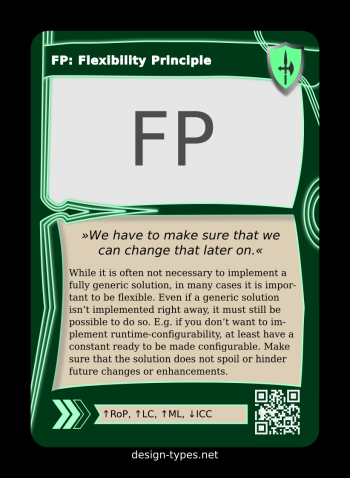 FP: Flexibility Principle
FP
»We have to make sure that we
can change that later on.«
While it is often not necessary to implement a
fully generic solution, in many cases it is impor-
tant to be flexible. Even if a generic solution
isn't implemented right away, it must still be
possible to do so. E.g. if you don't want to im-
plement runtime-configurability, at least have a
constant ready to be made configurable. Make
sure that the solution does not spoil or hinder
future changes or enhancements.
↑RoP, ↑LC, ↑ML, ↓ICC
design-types.net